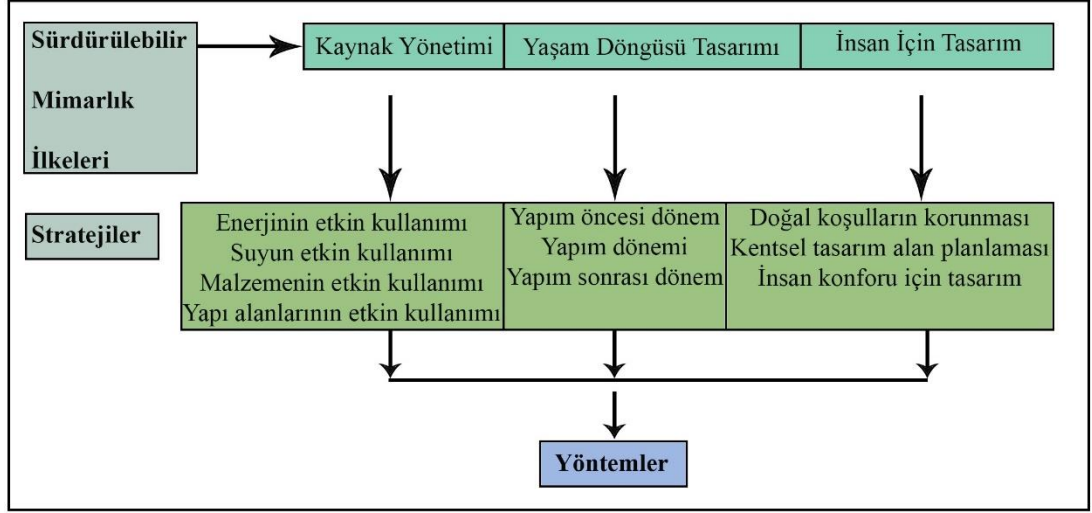 Sürdürülebilir
Mimarlık
İlkeleri
Kaynak Yönetimi
Yaşam Döngüsü Tasarımı
İnsan İçin Tasarım
Stratejiler
Enerjinin etkin kullanımı
Suyun etkin kullanımı
Malzemenin etkin kullanımı
Yapı alanlarının etkin kullanımı
Yapım öncesi dönem
Yapım dönemi
Yapım sonrası dönem
Doğal koşulların korunması
Kentsel tasarım alan planlaması
İnsan konforu için tasarım
Yöntemler